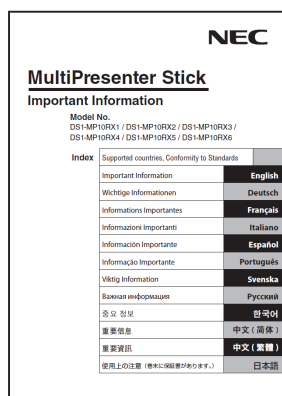 NEC
MultiPresenter Stick
Important Information
Model No.
DS1-MP10RX1 / DS1-MP10RX2 / DS1-MP10RX3 /
DS1-MP10RX4 / DS1-MP10RX5 / DS1-MP10RX6
Index Supported countries, Conformity to Standards
Important Information English
Wichtige Informationen Deutsch
Informations Importantes Français
Informazioni Importanti Italiano
Información Importante Español
Informação Importante Português
Viktig Information Svenska
Важная информация Русский
중요 정보 한국어
重要信息 中文 ( 简体 )
重要資訊 中文 ( 繁體 )
使用上の注意 (巻末に保証書があります。) 日本語